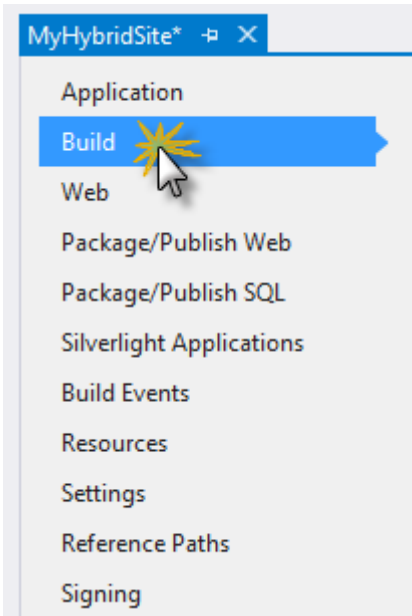 MyHybridSite*
Application
Build
Web
Package/Publish Web
Package/Publish SQL
Silverlight Applications
Build Events
Resources
Settings
Reference Paths
Signing